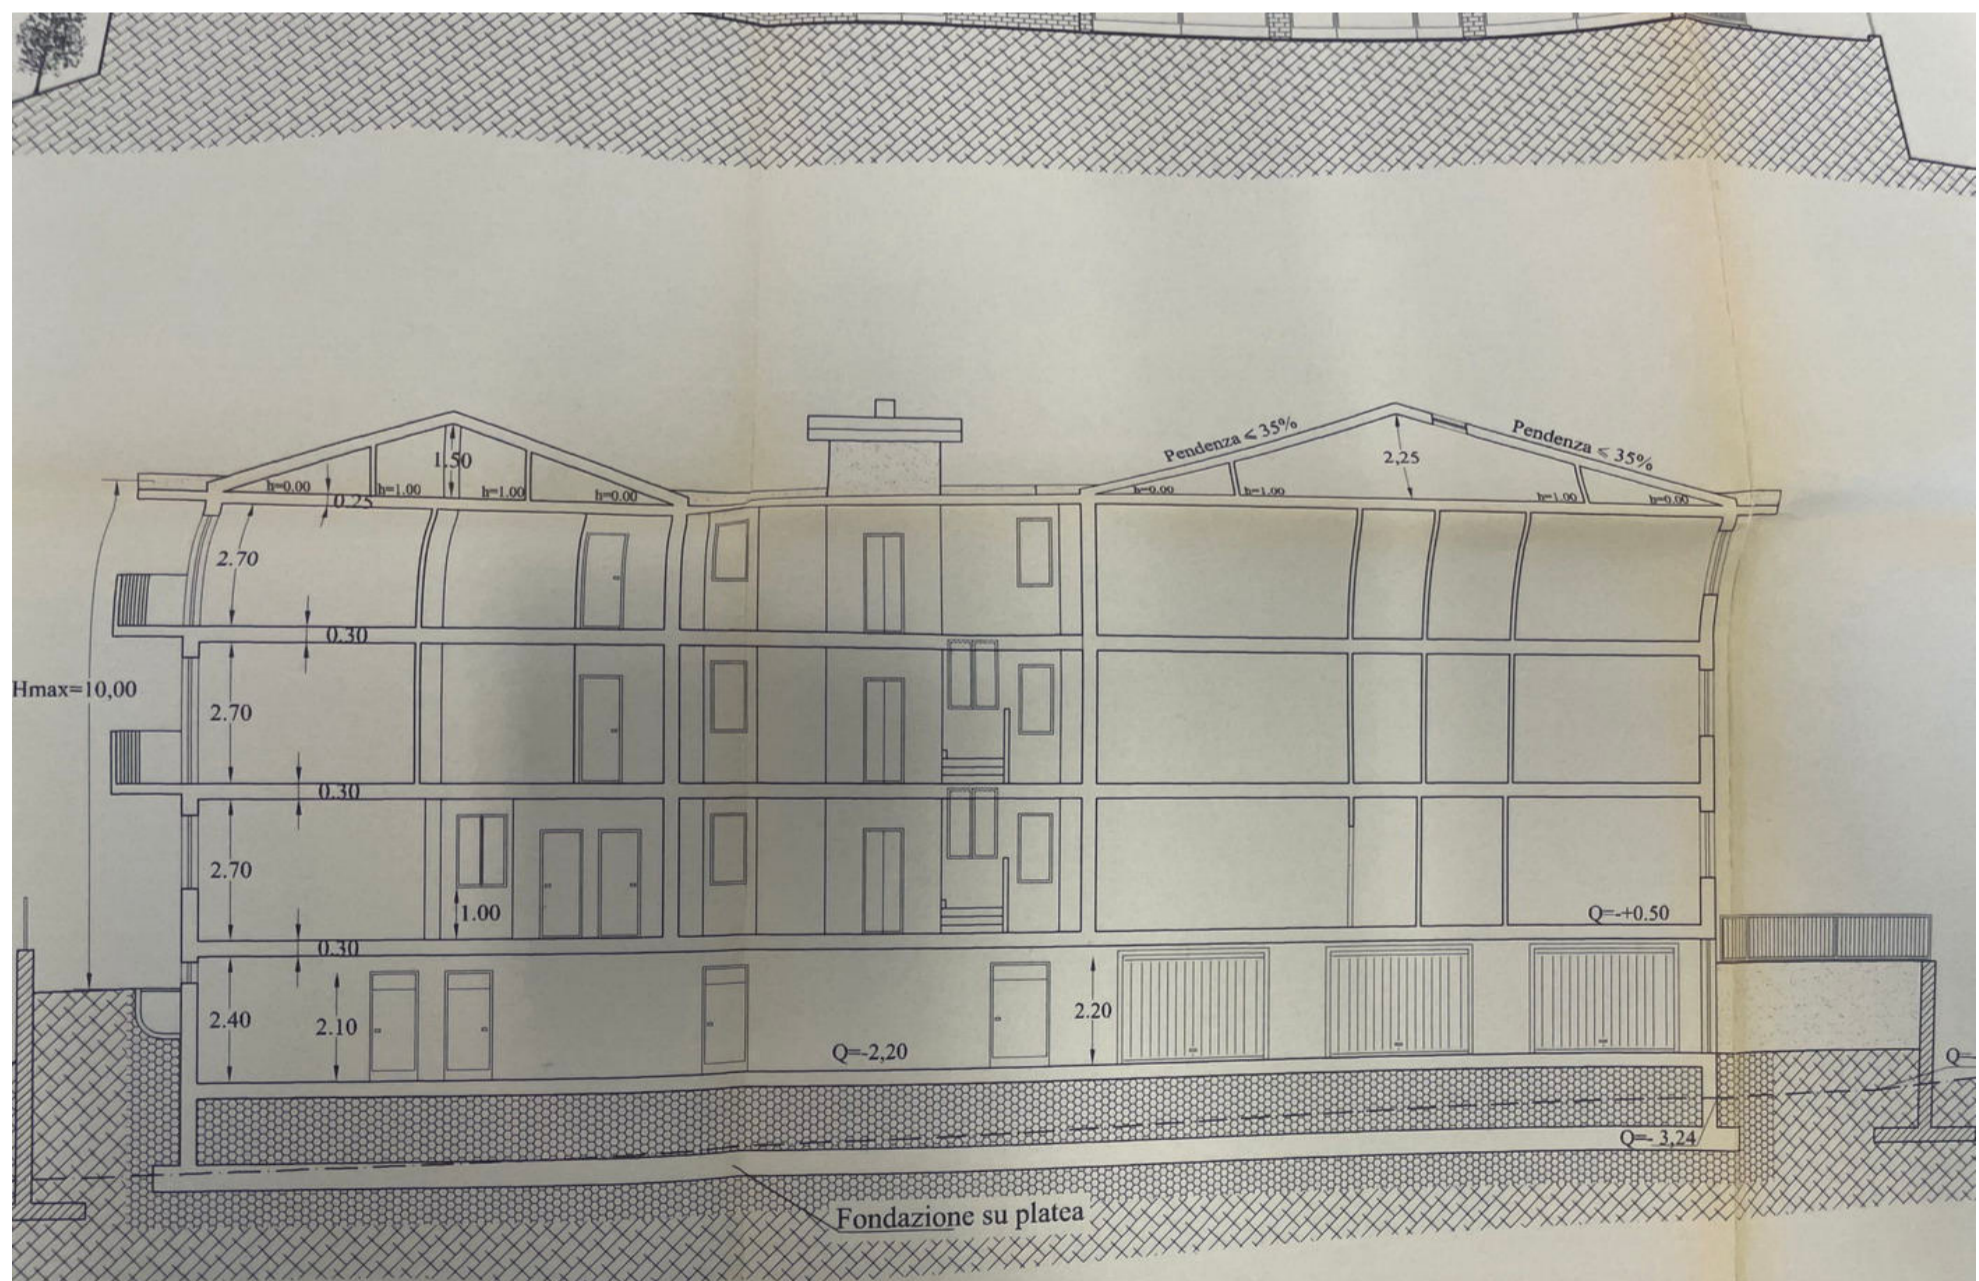 Pendenza ⩽ 35%
Pendenza ⩽ 35%
1.50
2,25
h=0.00
h=1.00
h=1.00
h=0.00
h=0.00
h=1.00
h=1.00
h=0.00
0.25
2.70
0.30
Hmax=10,00
2.70
0.30
2.70
1.00
Q=-+0.50
0.30
2.40
2.10
2.20
Q=-2,20
Q=
Q=- 3,24
Fondazione su platea